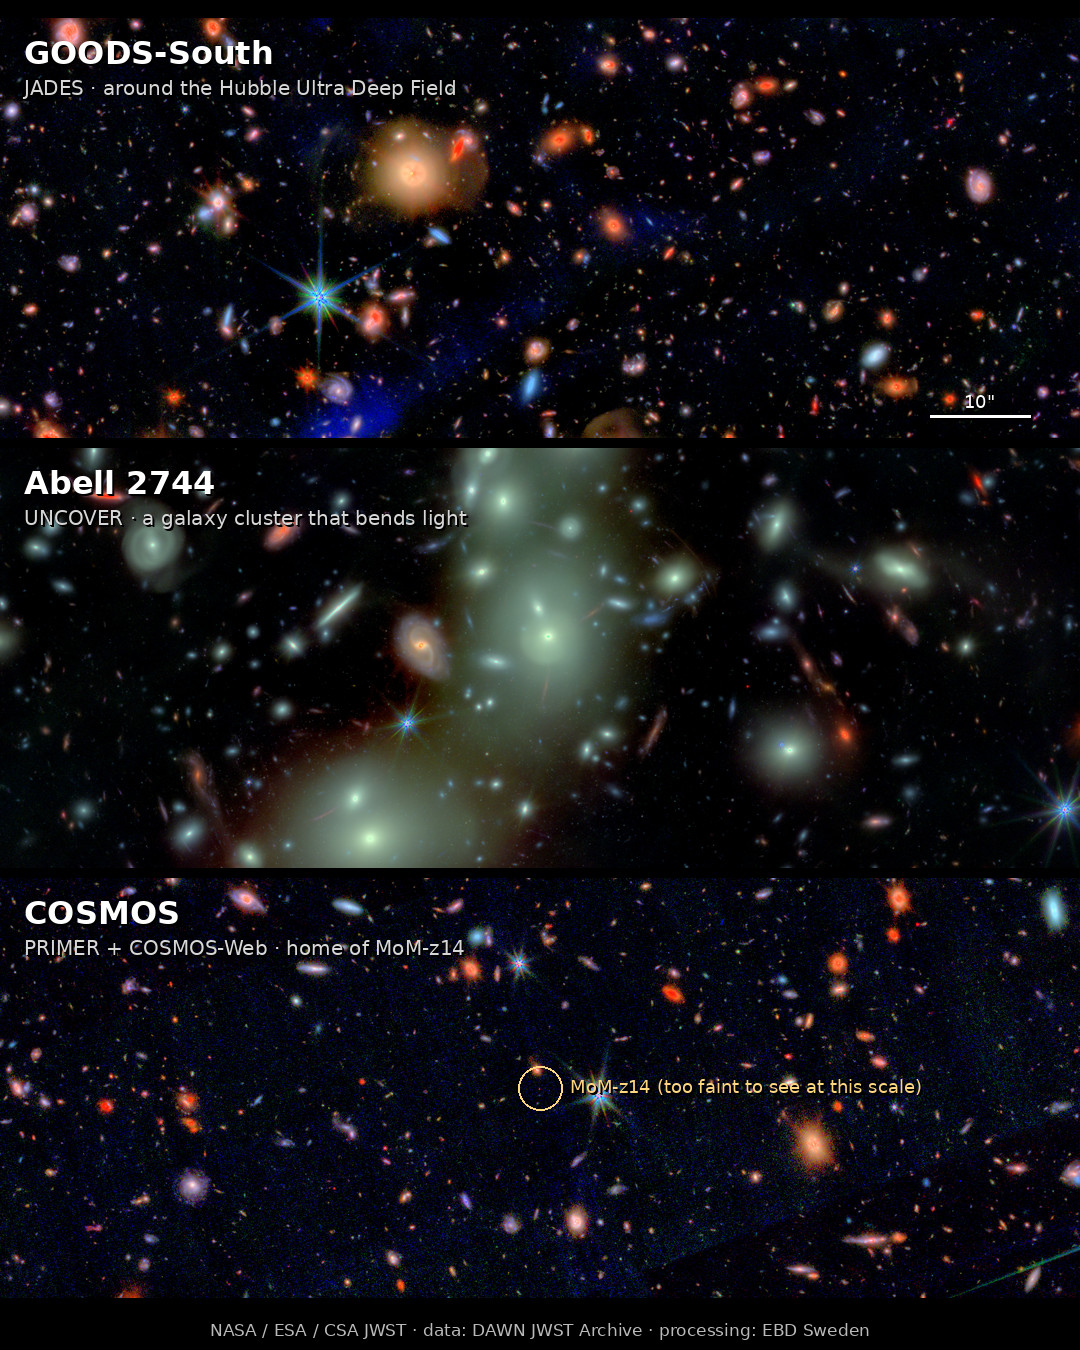 GOODS-South
JADES · around the Hubble Ultra Deep Field
10"
Abell 2744
UNCOVER · a galaxy cluster that bends light
COSMOS
PRIMER + COSMOS-Web · home of MoM-z14
MoM-z14 (too faint to see at this scale)
NASA / ESA / CSA JWST · data: DAWN JWST Archive · processing: EBD Sweden